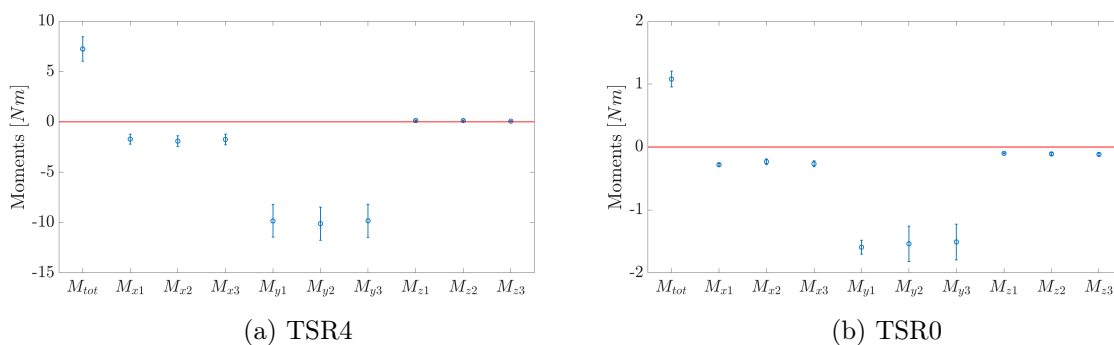 Moments [Nm]
10
5
0
-5
-10
-15
M_tot M_x1 M_x2 M_x3 M_y1 M_y2 M_y3 M_z1 M_z2 M_z3
(a) TSR4
Moments [Nm]
2
1
0
-1
-2
M_tot M_x1 M_x2 M_x3 M_y1 M_y2 M_y3 M_z1 M_z2 M_z3
(b) TSR0